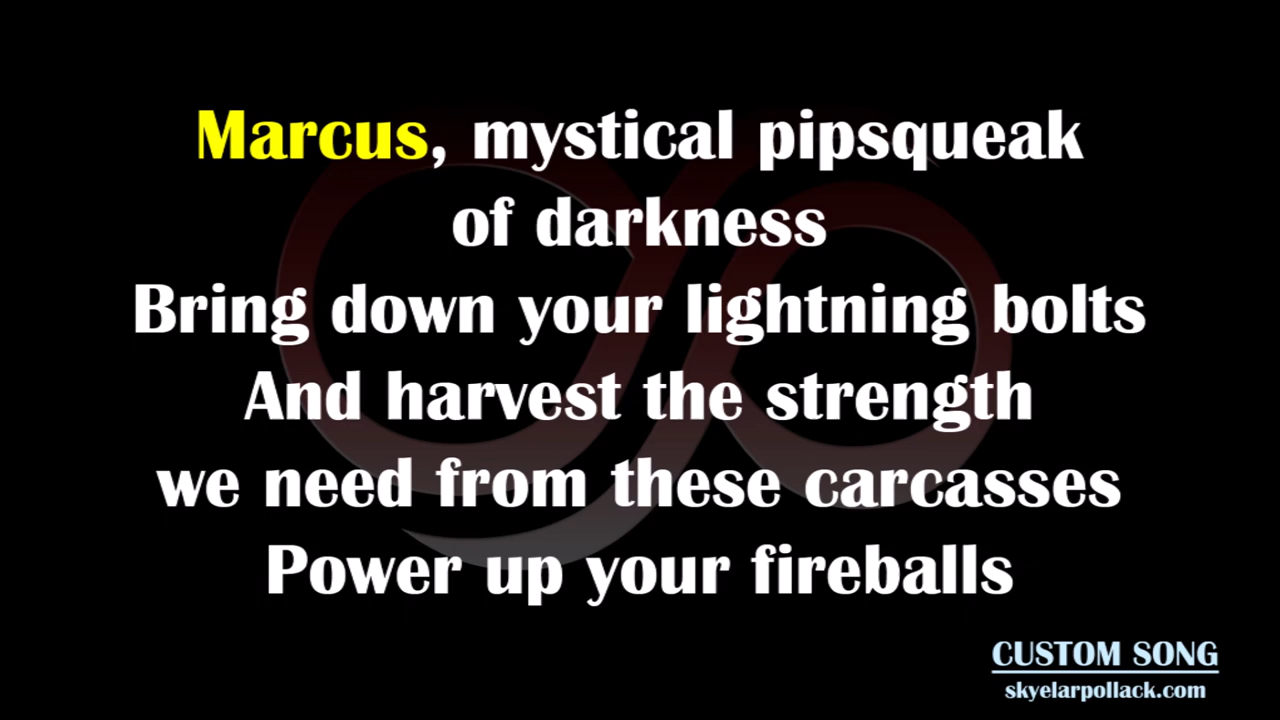 Marcus, mystical pipsqueak
of darkness
Bring down your lightning bolts
And harvest the strength
we need from these carcasses
Power up your fireballs
CUSTOM SONG
skyelarpollack.com